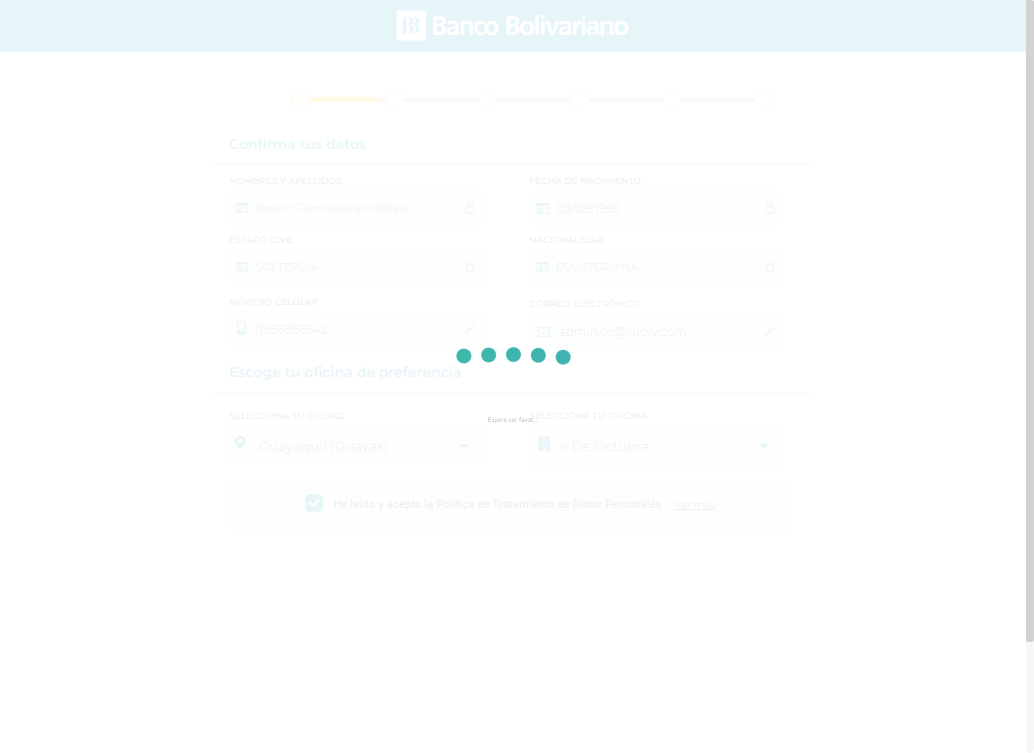 Banco Bolivariano
Confirma tus datos
NOMBRES Y APELLIDOS
FECHA DE NACIMIENTO
Rosero Franco Alvaro Rafael
03/09/1992
ESTADO CIVIL
NACIONALIDAD
SOLTERO/A
ECUATORIANA
NÚMERO CELULAR
CORREO ELECTRÓNICO
0956856542
admin.cc@xupiv.com
Escoge tu oficina de preferencia
SELECCIONA TU CIUDAD
Espere por favor...
SELECCIONA TU OFICINA
Guayaquil (Guayas)
9 De Octubre
He leído y acepto la Política de Tratamiento de Datos Personales Ver más